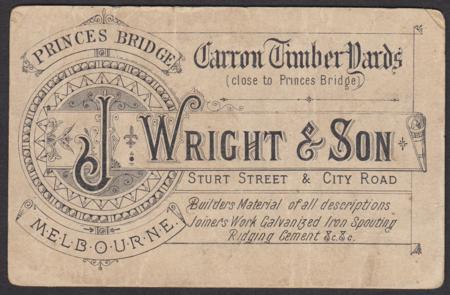 PRINCES BRIDGE
MELBOURNE.
Carron Timber Yards
(close to Princes Bridge)
J. WRIGHT & SON
STURT STREET & CITY ROAD
Builders Material of all descriptions
Joiners Work Galvanized Iron Spouting
Ridging Cement &c. &c.